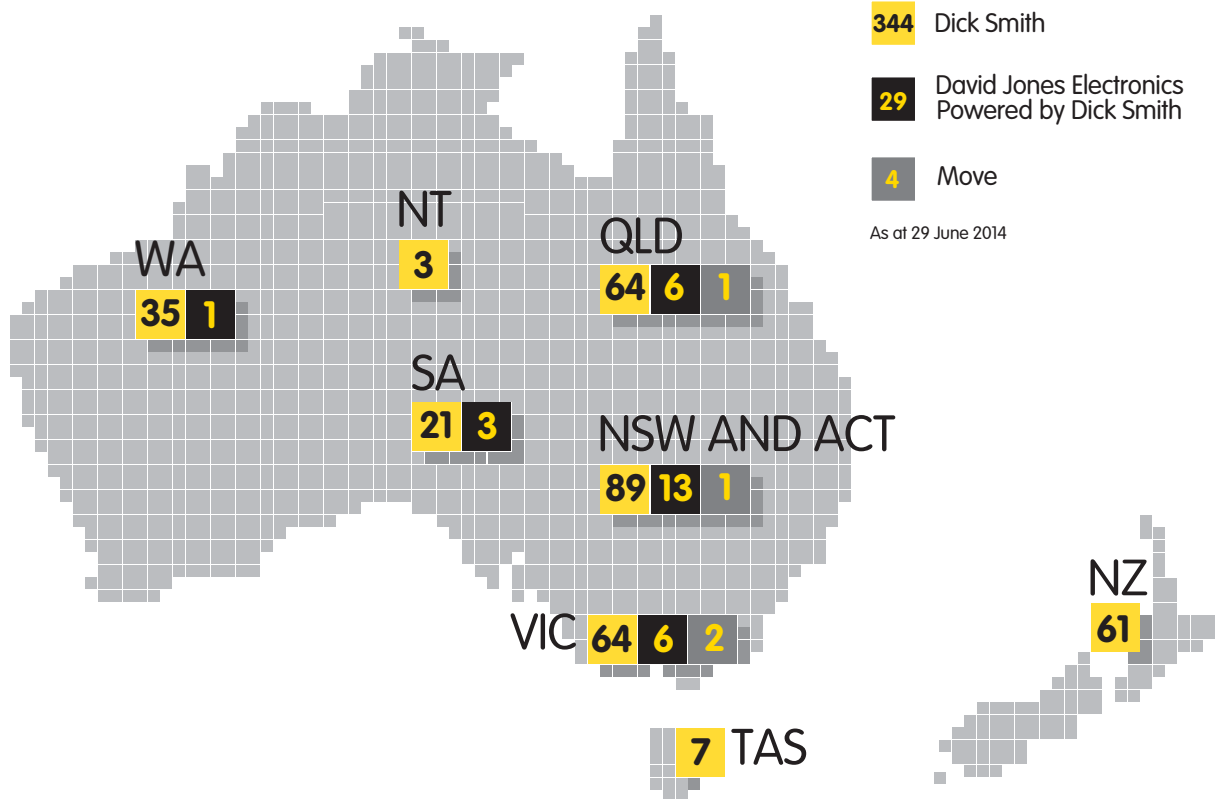 344 Dick Smith
29 David Jones Electronics
Powered by Dick Smith
4 Move
As at 29 June 2014
NT
3
WA
35 1
QLD
64 6 1
SA
21 3
NSW AND ACT
89 13 1
VIC 64 6 2
NZ
61
7 TAS